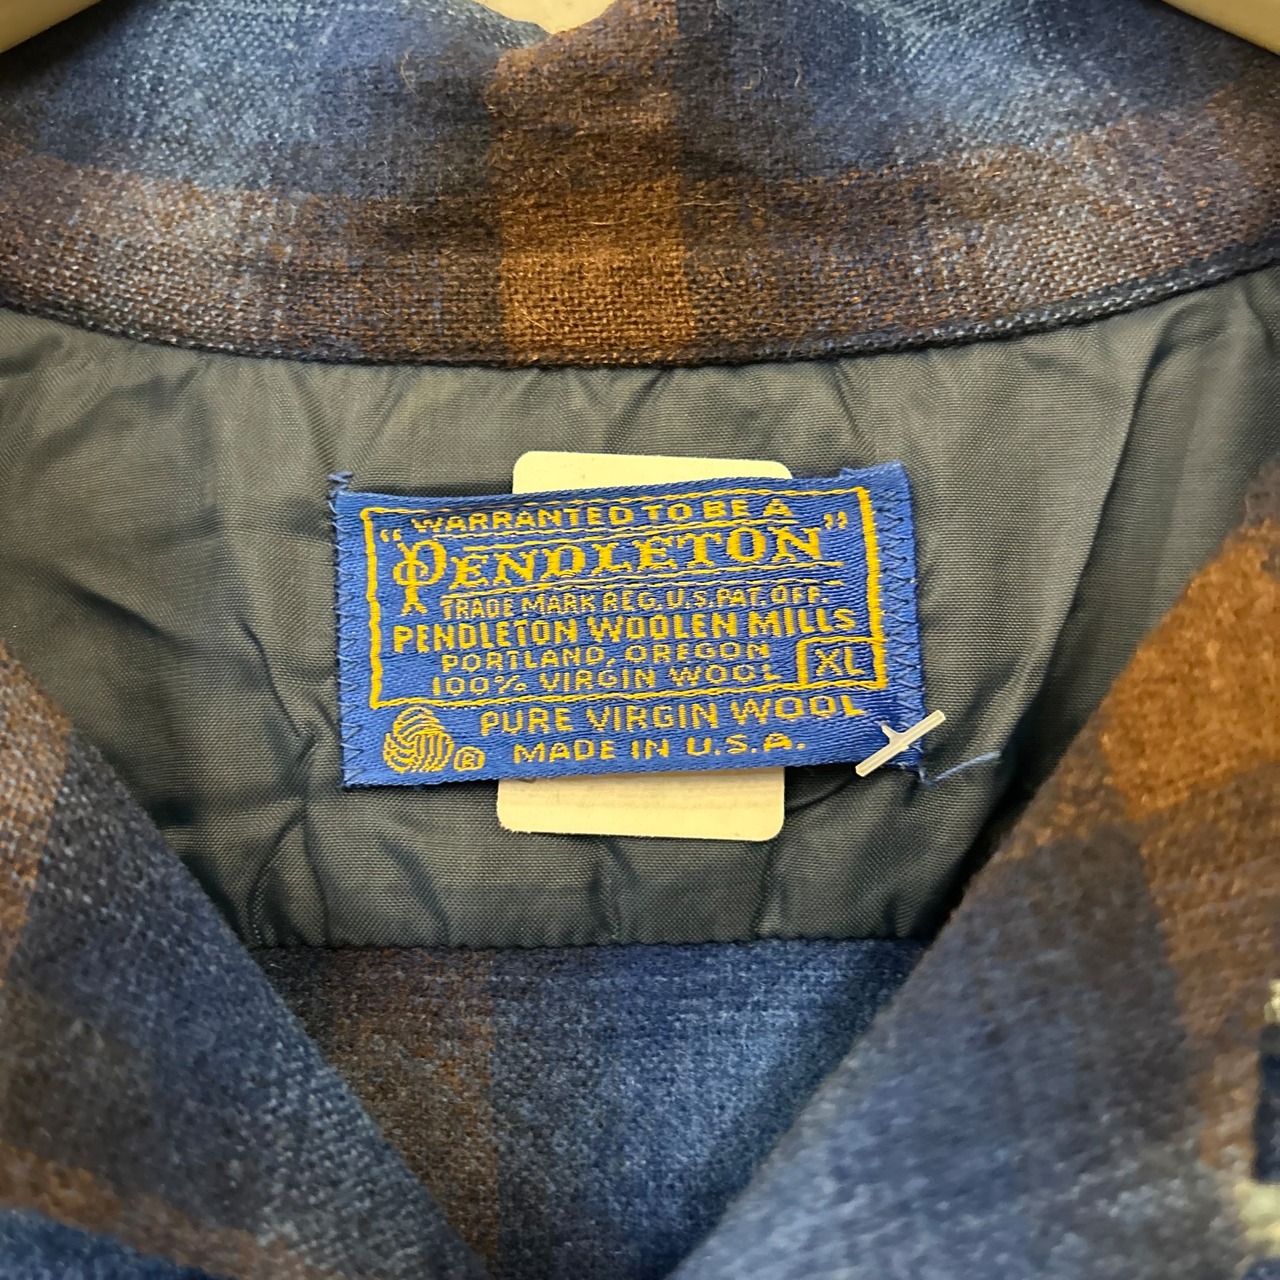 "WARRANTED TO BE A
PENDLETON"
TRADE MARK REG. U.S. PAT. OFF.
PENDLETON WOOLEN MILLS
PORTLAND, OREGON
100% VIRGIN WOOL XL
PURE VIRGIN WOOL
® MADE IN U.S.A.